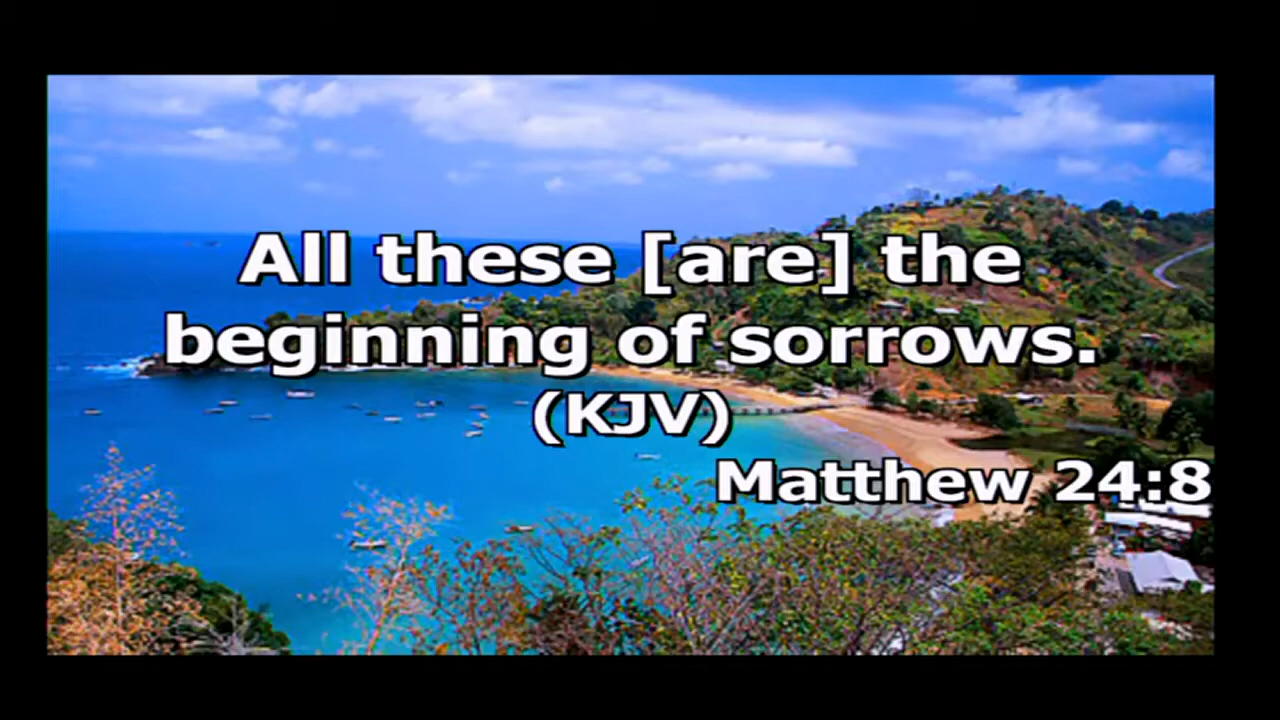 All these [are] the
beginning of sorrows.
(KJV)
Matthew 24:8